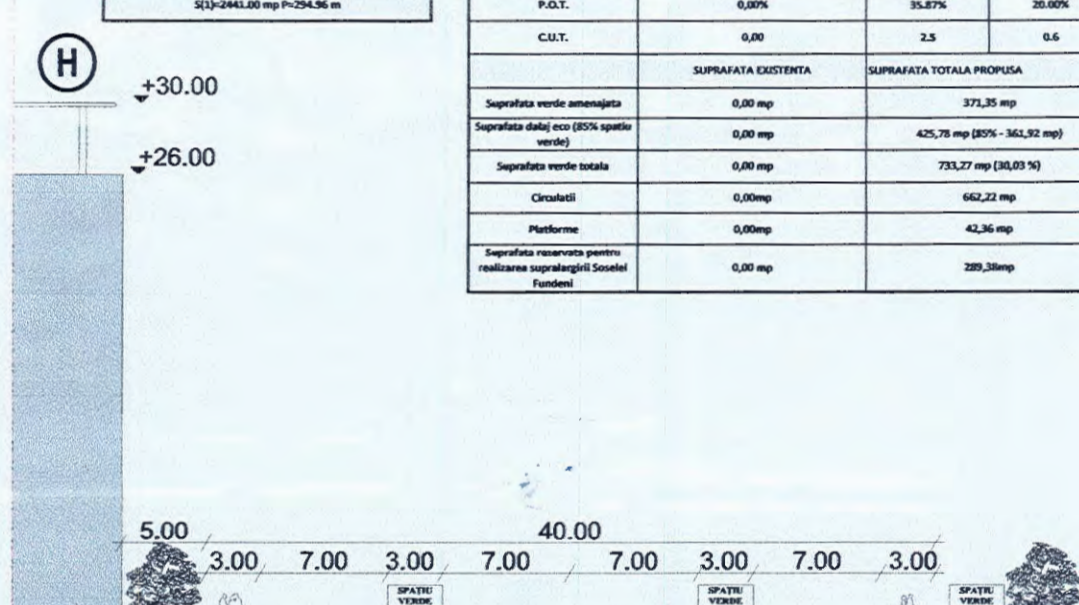 S(1)=2441.00 mp P=294.96 m
P.O.T. 0,00% 35.87% 20.00%
C.U.T. 0,00 2.5 0.6
SUPRAFATA EXISTENTA SUPRAFATA TOTALA PROPUSA
Suprafata verde amenajata 0,00 mp 371,35 mp
Suprafata dalaj eco (85% spatiu
verde) 0,00 mp 425,78 mp (85% - 361,92 mp)
Suprafata verde totala 0,00 mp 733,27 mp (30,03 %)
Circulatii 0,00mp 662,22 mp
Platforme 0,00mp 42,36 mp
Suprafata rezervata pentru
realizarea supralargirii Soselei
Fundeni 0,00 mp 289,38mp
H
+30.00
+26.00
5.00 40.00
3.00 7.00 3.00 7.00 7.00 3.00 7.00 3.00
SPAȚIU
VERDE
SPAȚIU
VERDE
SPAȚIU
VERDE